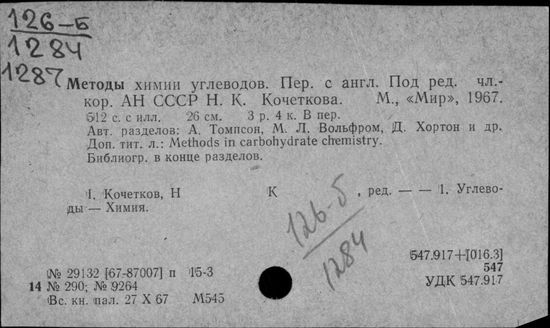 126-Б
1284
1287
Методы химии углеводов. Пер. с англ. Под ред. чл.-
кор. АН СССР Н. К. Кочеткова. М., «Мир», 1967.
512 с. с илл. 26 см. 3 р. 4 к. В пер.
Авт. разделов: А. Томпсон, М. Л. Вольфром, Д. Хортон и др.
Доп. тит. л.: Methods in carbohydrate chemistry.
Библиогр. в конце разделов.
I. Кочетков, Н К , ред. — — 1. Углево-
ды — Химия.
126-б
1284
547.917+[016.3]
547
УДК 547.917
№ 29132 [67-87007] п 15-3
14 № 290; № 9264
Вс. кн. пал. 27 X 67 М545